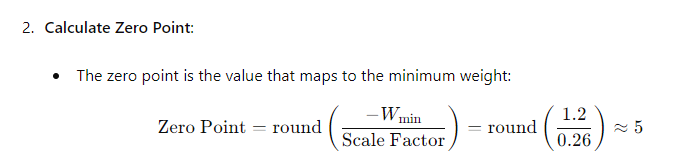 2. Calculate Zero Point:
• The zero point is the value that maps to the minimum weight:
Zero Point = round ( −W_min / Scale Factor ) = round ( 1.2 / 0.26 ) ≈ 5